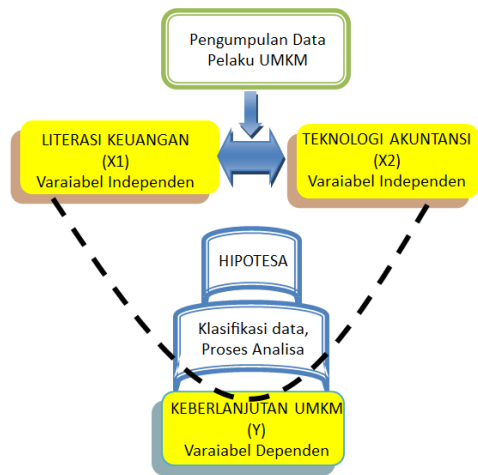 Pengumpulan Data
Pelaku UMKM
LITERASI KEUANGAN
(X1)
Varaiabel Independen
TEKNOLOGI AKUNTANSI
(X2)
Varaiabel Independen
HIPOTESA
Klasifikasi data,
Proses Analisa
KEBERLANJUTAN UMKM
(Y)
Varaiabel Dependen